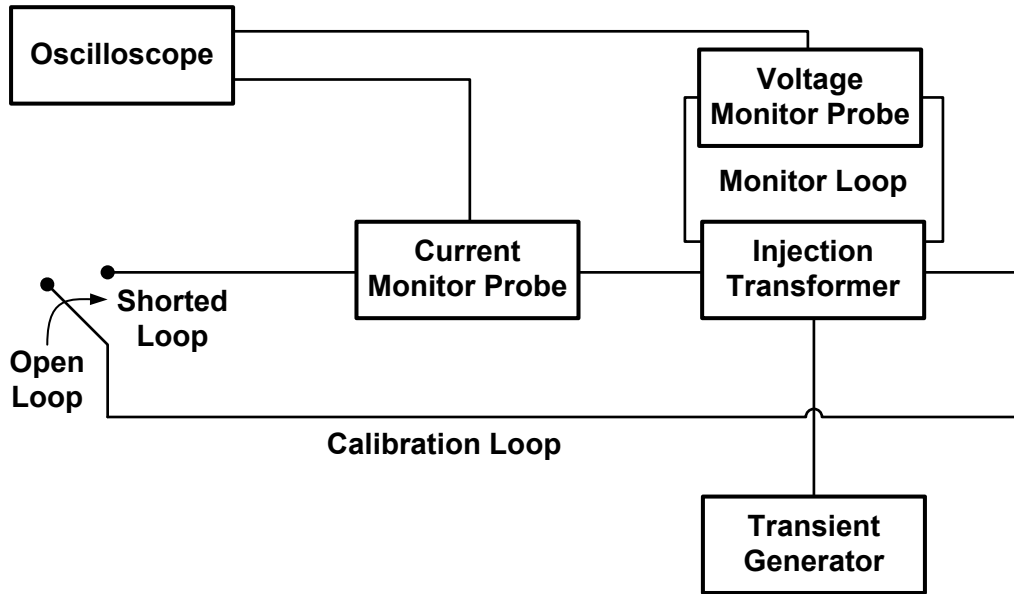 Oscilloscope
Voltage
Monitor Probe
Monitor Loop
Current
Monitor Probe
Injection
Transformer
Shorted
Loop
Open
Loop
Calibration Loop
Transient
Generator